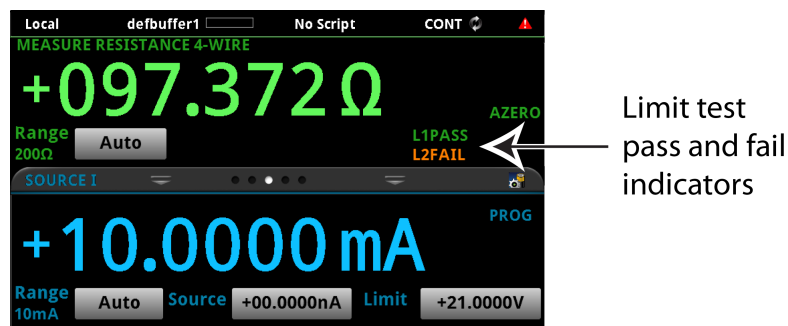 Local defbuffer1 No Script CONT
MEASURE RESISTANCE 4-WIRE
+097.372 Ω
AZERO
Range Auto
200Ω
L1PASS
L2FAIL
Limit test
pass and fail
indicators
SOURCE I
PROG
+10.0000 mA
Range Auto Source +00.0000nA Limit +21.0000V
10mA